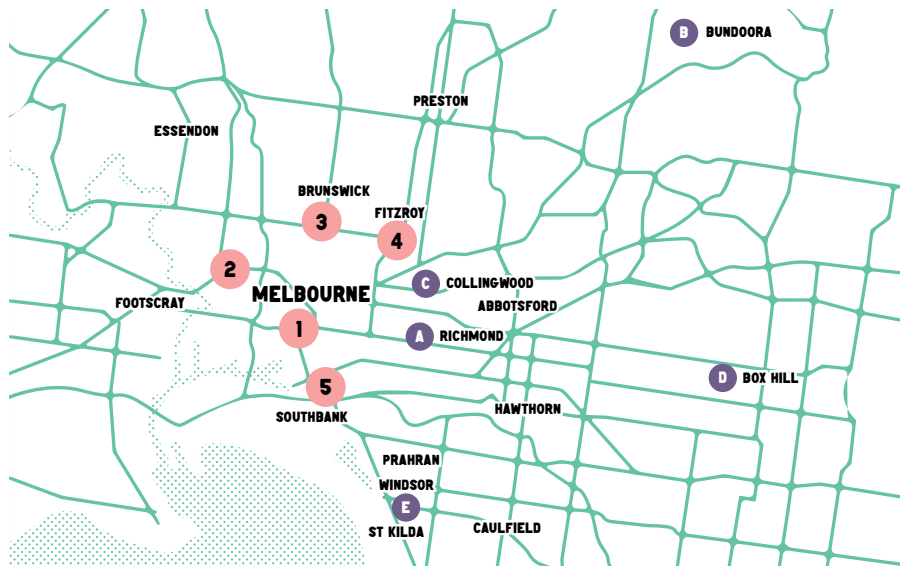 B BUNDOORA
PRESTON
ESSENDON
BRUNSWICK
3
FITZROY
4
2
C COLLINGWOOD
MELBOURNE
FOOTSCRAY
ABBOTSFORD
1
A RICHMOND
D BOX HILL
5
HAWTHORN
SOUTHBANK
PRAHRAN
WINDSOR
E
ST KILDA
CAULFIELD